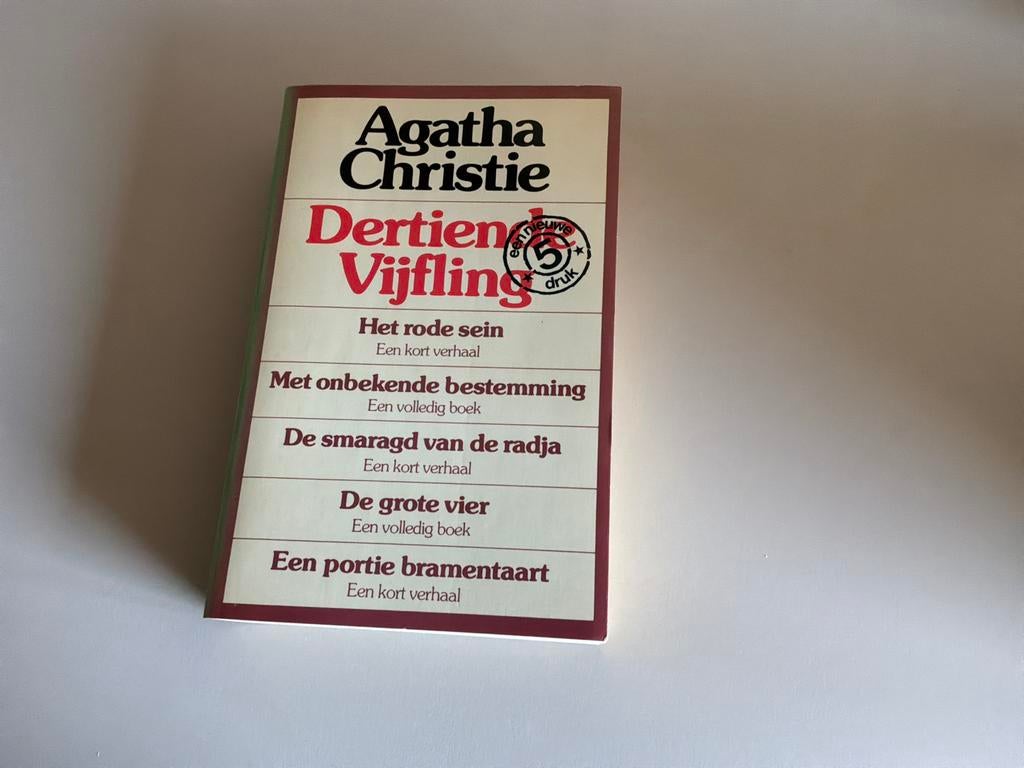 Agatha
Christie
Dertiende
Vijfling
een nieuwe
5
druk
Het rode sein
Een kort verhaal
Met onbekende bestemming
Een volledig boek
De smaragd van de radja
Een kort verhaal
De grote vier
Een volledig boek
Een portie bramentaart
Een kort verhaal